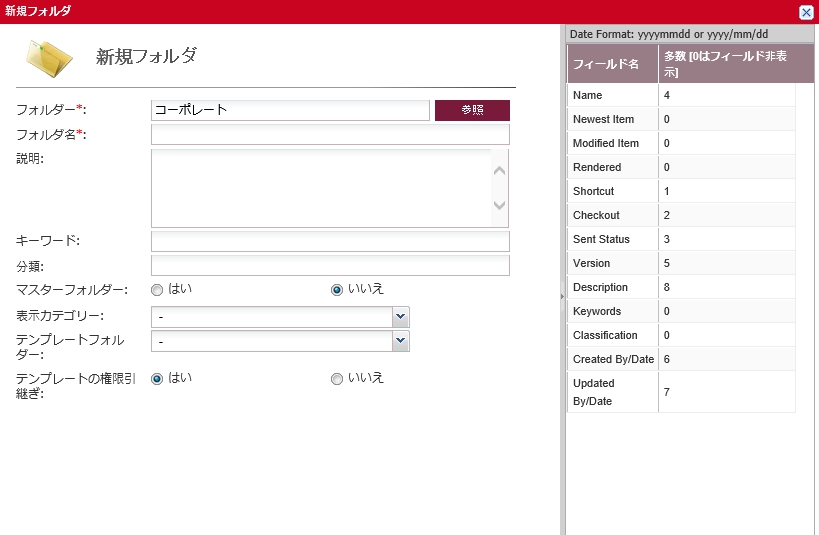 新規フォルダ
新規フォルダ
フォルダー*:
コーポレート
参照
フォルダ名*:
説明:
キーワード:
分類:
マスターフォルダー:
はい
いいえ
表示カテゴリー:
-
テンプレートフォル
ダー:
-
テンプレートの権限引
継ぎ:
はい
いいえ
Date Format: yyyymmdd or yyyy/mm/dd
フィールド名
多数 [0はフィールド非表
示]
Name 4
Newest Item 0
Modified Item 0
Rendered 0
Shortcut 1
Checkout 2
Sent Status 3
Version 5
Description 8
Keywords 0
Classification 0
Created By/Date 6
Updated
By/Date
7